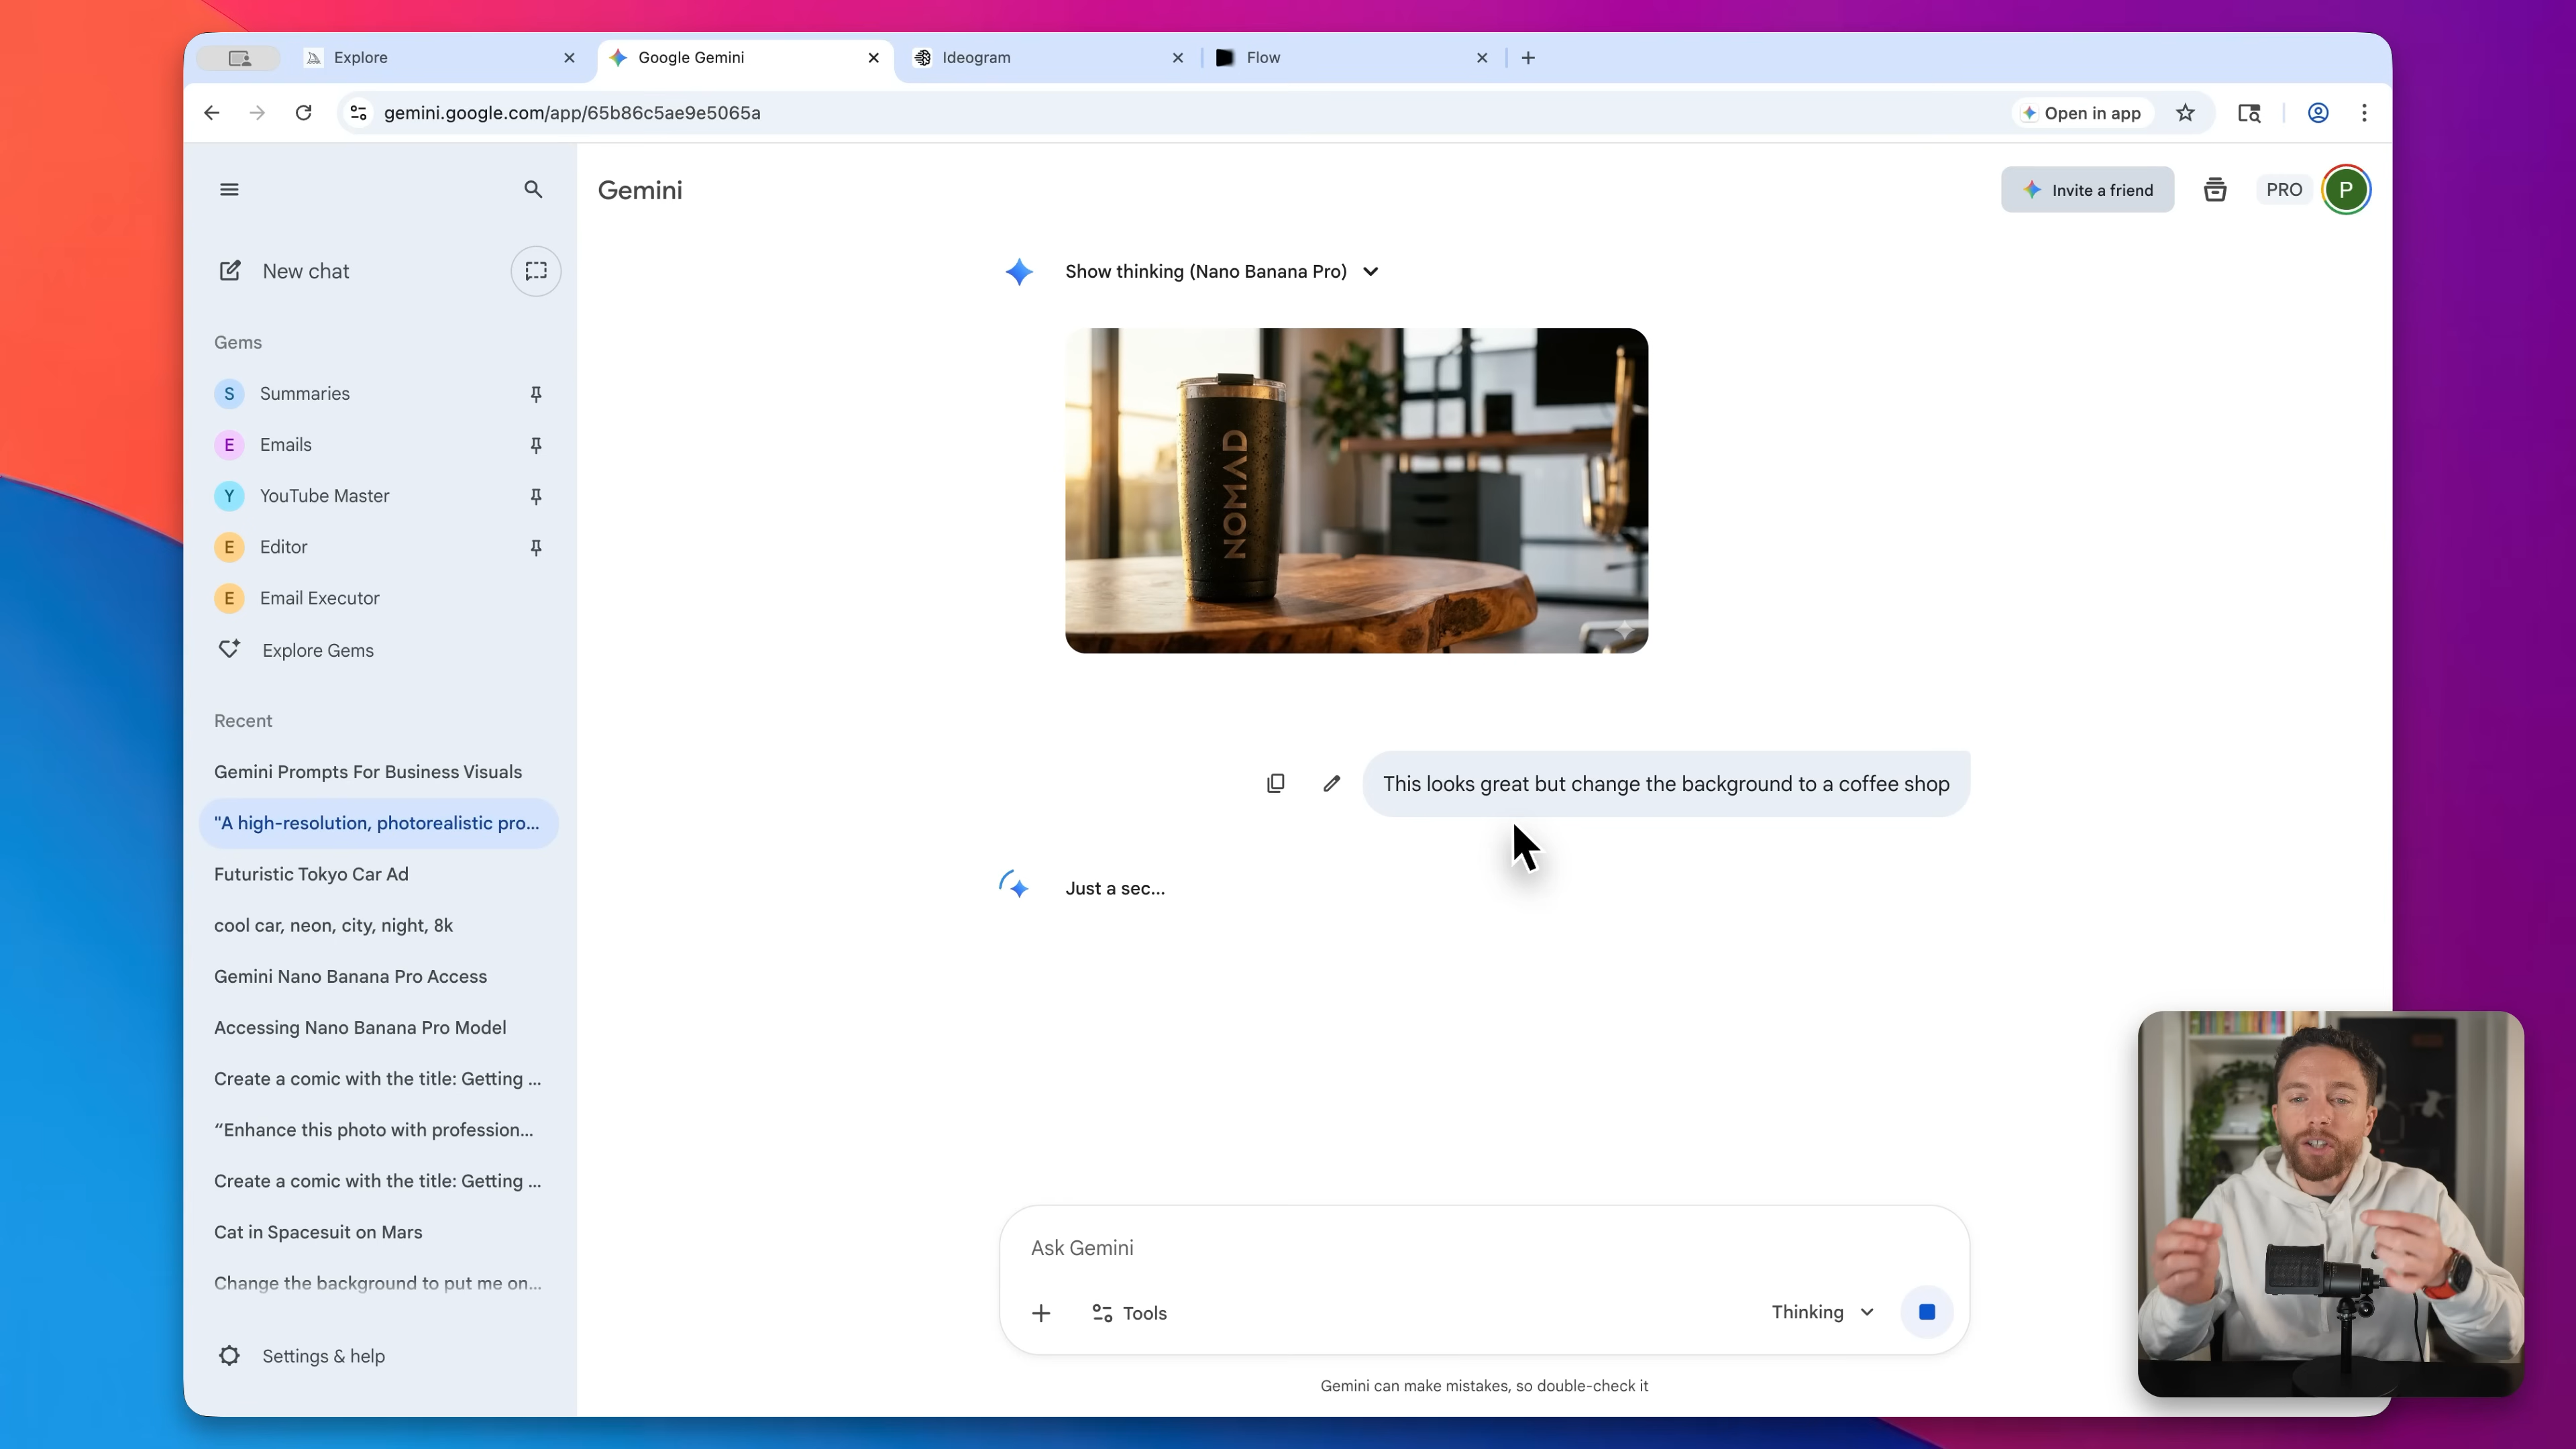 Explore
Google Gemini
Ideogram
Flow
gemini.google.com/app/65b86c5ae9e5065a
Open in app
Gemini
Invite a friend
PRO
P
New chat
Show thinking (Nano Banana Pro)
Gems
S Summaries
E Emails
Y YouTube Master
E Editor
E Email Executor
Explore Gems
NOMAD
Recent
Gemini Prompts For Business Visuals
"A high-resolution, photorealistic pro...
Futuristic Tokyo Car Ad
cool car, neon, city, night, 8k
Gemini Nano Banana Pro Access
Accessing Nano Banana Pro Model
Create a comic with the title: Getting ...
“Enhance this photo with profession...
Create a comic with the title: Getting ...
Cat in Spacesuit on Mars
Change the background to put me on...
Settings & help
This looks great but change the background to a coffee shop
Just a sec...
Ask Gemini
Tools
Thinking
Gemini can make mistakes, so double-check it